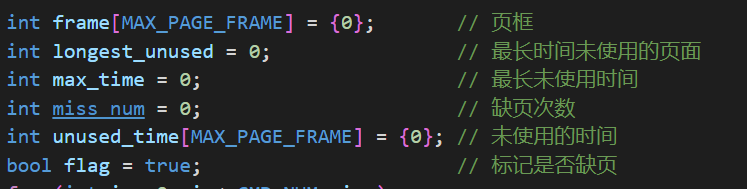 int frame[MAX_PAGE_FRAME] = {0}; // 页框
int longest_unused = 0; // 最长时间未使用的页面
int max_time = 0; // 最长未使用时间
int miss_num = 0; // 缺页次数
int unused_time[MAX_PAGE_FRAME] = {0}; // 未使用的时间
bool flag = true; // 标记是否缺页